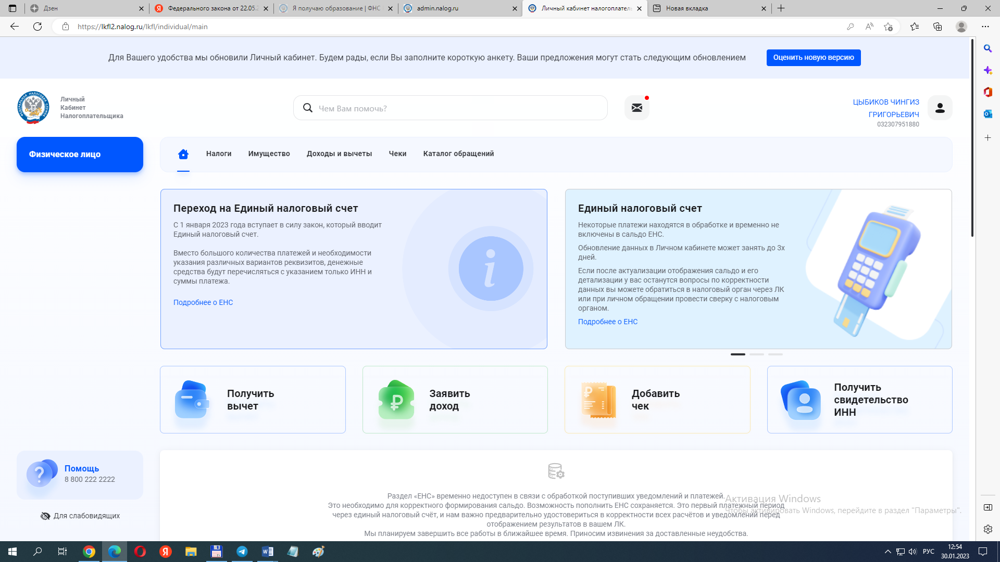 Дзен
Федерального закона от 22.05.2
Я получаю образование | ФНС
admin.nalog.ru
Личный кабинет налогоплатель
Новая вкладка
https://lkfl2.nalog.ru/lkfl/individual/main
Для Вашего удобства мы обновили Личный кабинет. Будем рады, если Вы заполните короткую анкету. Ваши предложения могут стать следующим обновлением
Оценить новую версию
Личный
Кабинет
Налогоплательщика
Чем Вам помочь?
ЦЫБИКОВ ЧИНГИЗ
ГРИГОРЬЕВИЧ
032307951880
Физическое лицо
Налоги
Имущество
Доходы и вычеты
Чеки
Каталог обращений
Переход на Единый налоговый счет
С 1 января 2023 года вступает в силу закон, который вводит
Единый налоговый счет.
Вместо большого количества платежей и необходимости
указания различных вариантов реквизитов, денежные
средства будут перечисляться с указанием только ИНН и
суммы платежа.
Подробнее о ЕНС
Единый налоговый счет
Некоторые платежи находятся в обработке и временно не
включены в сальдо ЕНС.
Обновление данных в Личном кабинете может занять до 3х
дней.
Если после актуализации отображения сальдо и его
детализации у вас останутся вопросы по корректности
данных вы можете обратиться в налоговый орган через ЛК
или при личном обращении провести сверку с налоговым
органом.
Подробнее о ЕНС
Получить
вычет
Заявить
доход
Добавить
чек
Получить
свидетельство
ИНН
Помощь
8 800 222 2222
Для слабовидящих
Раздел «ЕНС» временно недоступен в связи с обработкой поступивших уведомлений и платежей.
Это необходимо для корректного формирования сальдо. Возможность пополнить ЕНС сохраняется. Это первый платежный период
через единый налоговый счёт, и нам важно предварительно удостовериться в корректности всех расчётов и уведомлений перед
отображением результатов в вашем ЛК.
Мы планируем завершить все работы в ближайшее время. Приносим извинения за доставленные неудобства.
Активация Windows
Чтобы активировать Windows, перейдите в раздел "Параметры".
РУС
12:54
30.01.2023